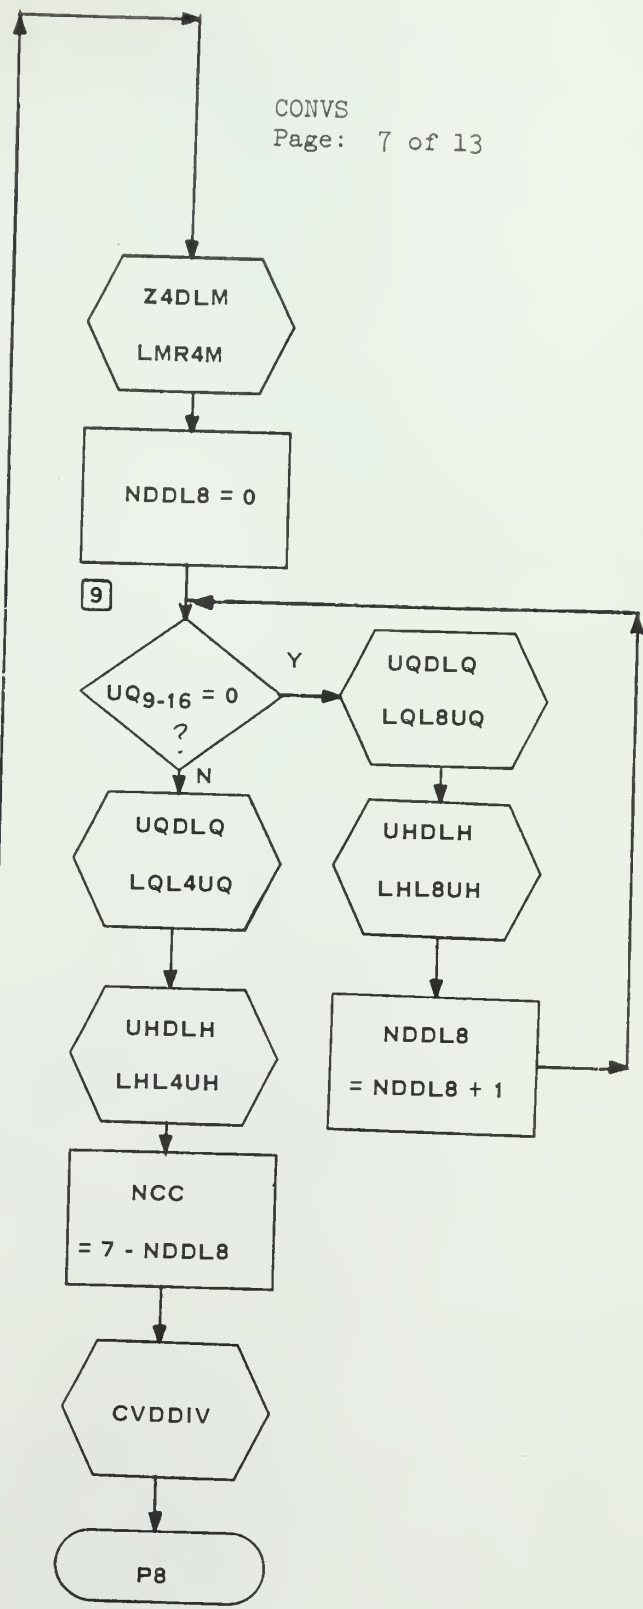 CONVS
Page: 7 of 13
Z4DLM
LMR4M
NDDL8 = 0
9
UQ9-16 = 0
?
Y
N
UQDLQ
LQL8UQ
UHDLH
LHL8UH
NDDL8
= NDDL8 + 1
UQDLQ
LQL4UQ
UHDLH
LHL4UH
NCC
= 7 - NDDL8
CVDDIV
P8